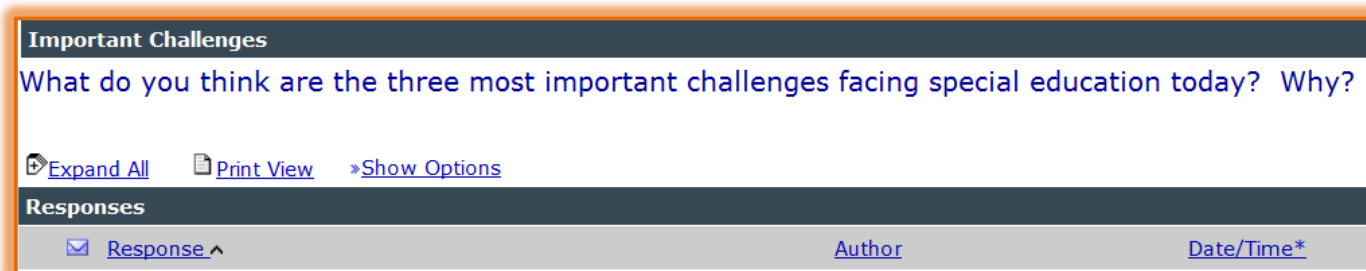 Important Challenges
What do you think are the three most important challenges facing special education today?  Why?
Expand All Print View »Show Options
Responses
Response Author Date/Time*